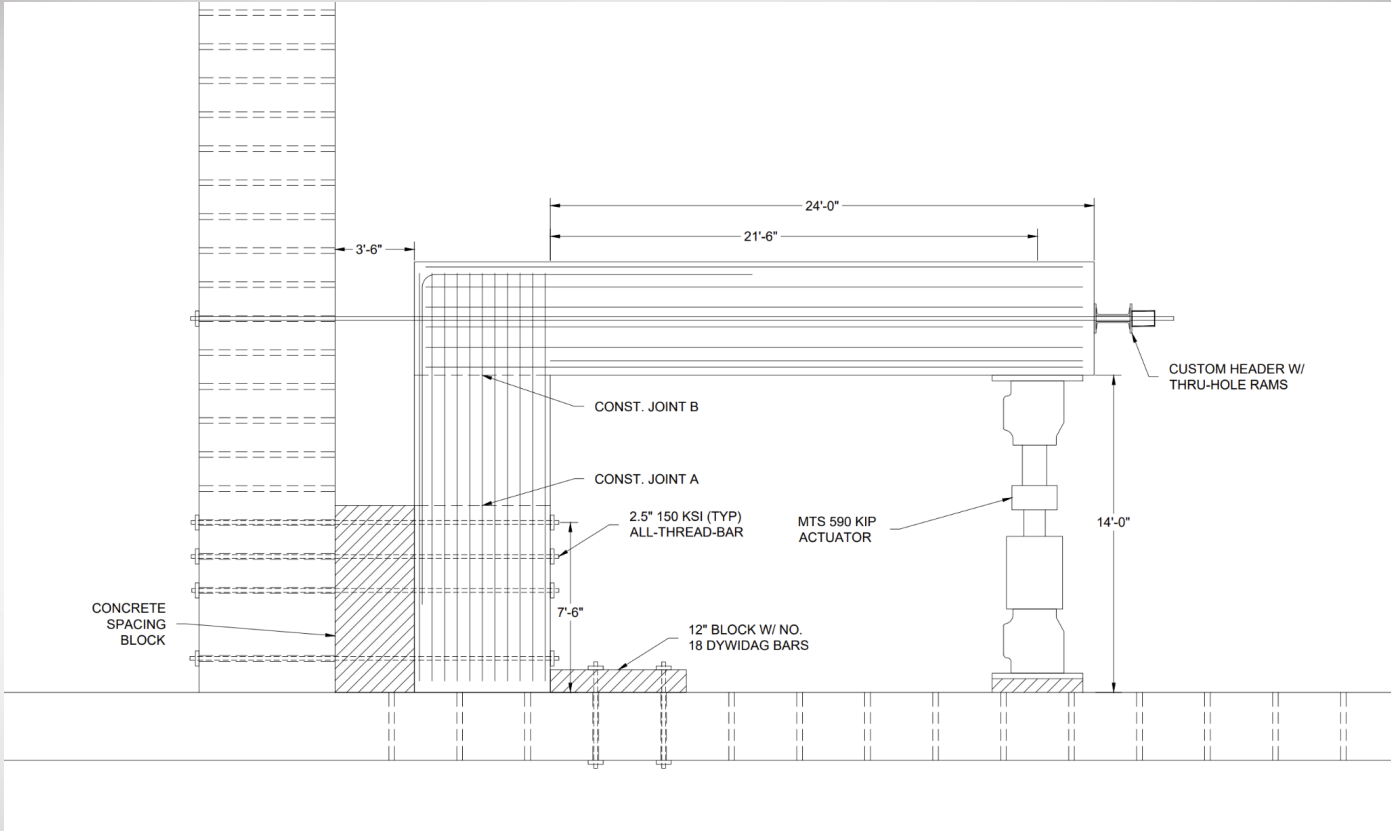 24'-0"
21'-6"
3'-6"
CUSTOM HEADER W/
THRU-HOLE RAMS
CONST. JOINT B
CONST. JOINT A
2.5" 150 KSI (TYP)
ALL-THREAD-BAR
MTS 590 KIP
ACTUATOR
14'-0"
7'-6"
CONCRETE
SPACING
BLOCK
12" BLOCK W/ NO.
18 DYWIDAG BARS